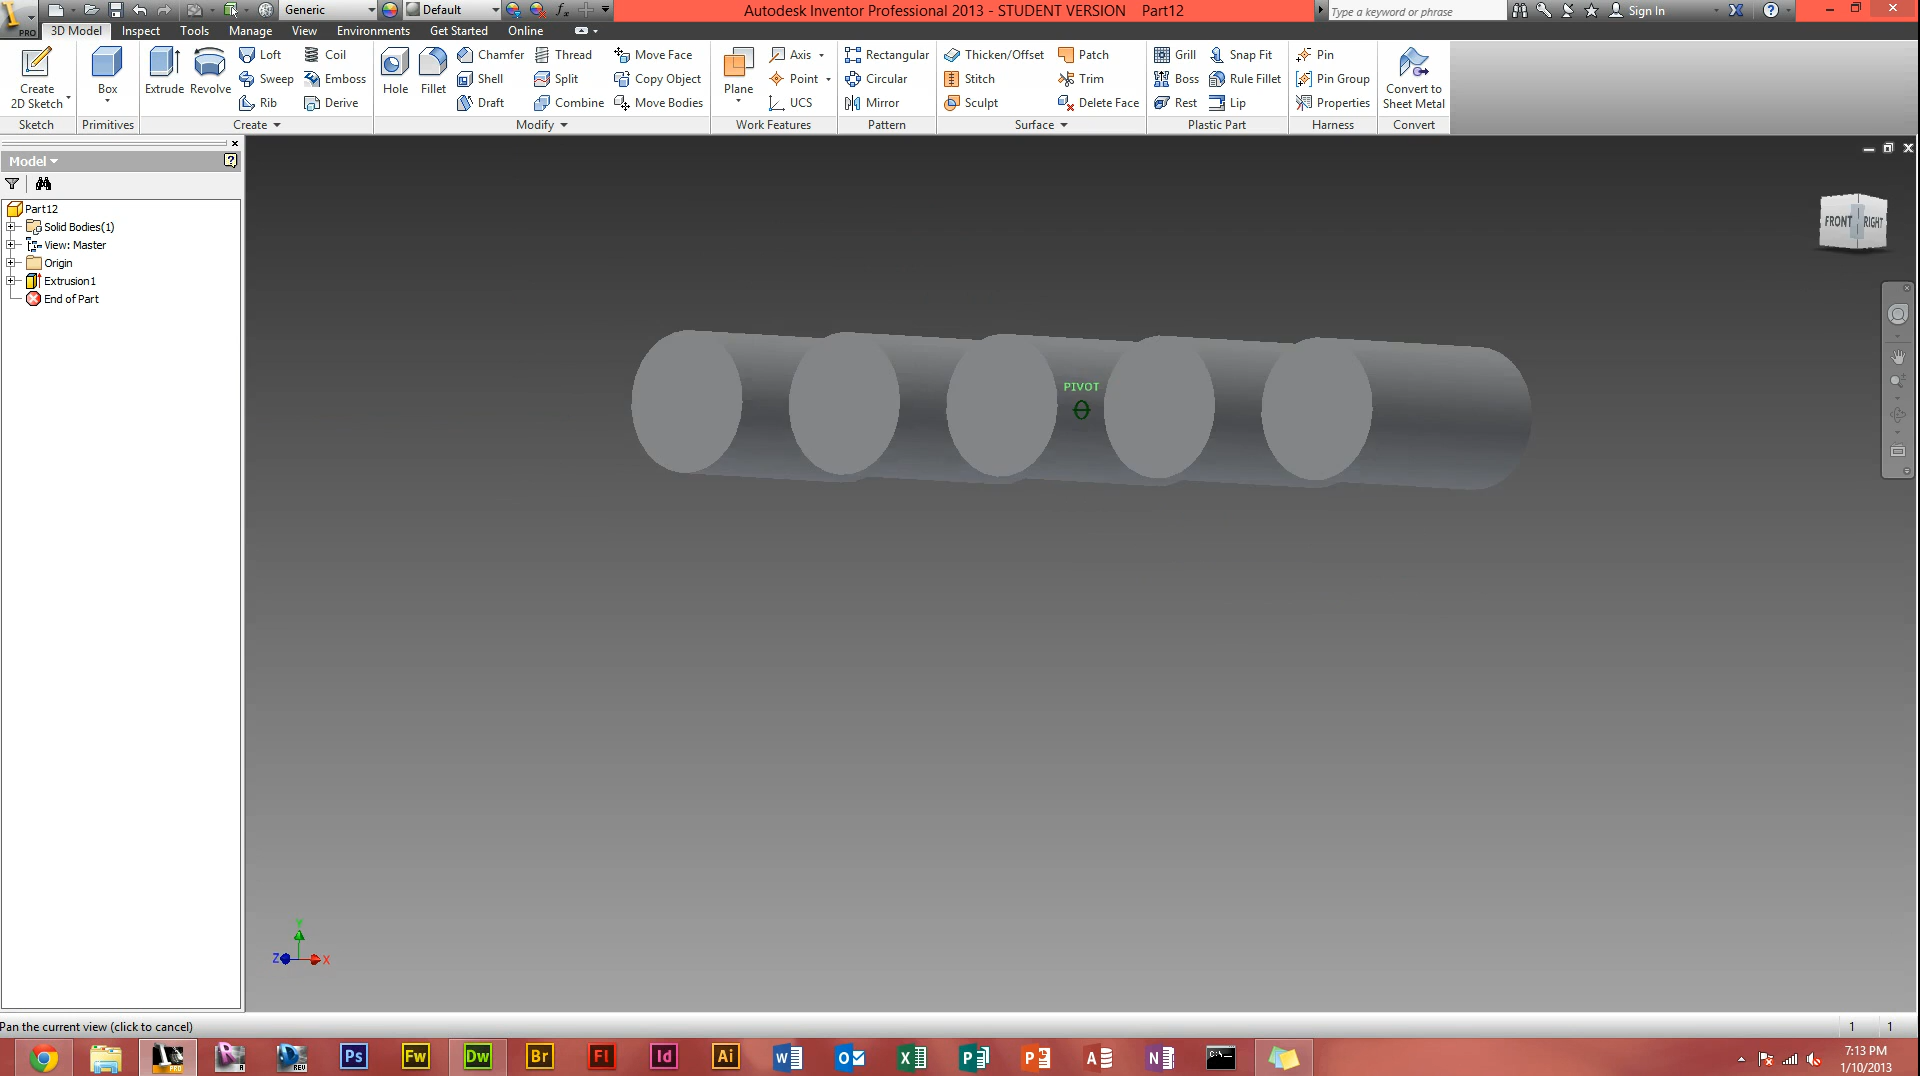 Generic
Default
Autodesk Inventor Professional 2013 - STUDENT VERSION Part12
Type a keyword or phrase
Sign In
PRO
3D Model Inspect Tools Manage View Environments Get Started Online
Create 2D Sketch
Sketch
Box
Primitives
Extrude Revolve
Loft Coil
Sweep Emboss
Rib Derive
Create
Hole Fillet
Chamfer Thread Move Face
Shell Split Copy Object
Draft Combine Move Bodies
Modify
Plane
Axis
Point
UCS
Work Features
Rectangular
Circular
Mirror
Pattern
Thicken/Offset Patch
Stitch Trim
Sculpt Delete Face
Surface
Grill Snap Fit
Boss Rule Fillet
Rest Lip
Plastic Part
Pin
Pin Group
Properties
Harness
Convert to Sheet Metal
Convert
Model
Part12
Solid Bodies(1)
View: Master
Origin
Extrusion1
End of Part
FRONT RIGHT
PIVOT
Y
Z X
Pan the current view (click to cancel)
1 1
PRO
REV
Ps Fw Dw Br Fl Id Ai
7:13 PM
1/10/2013